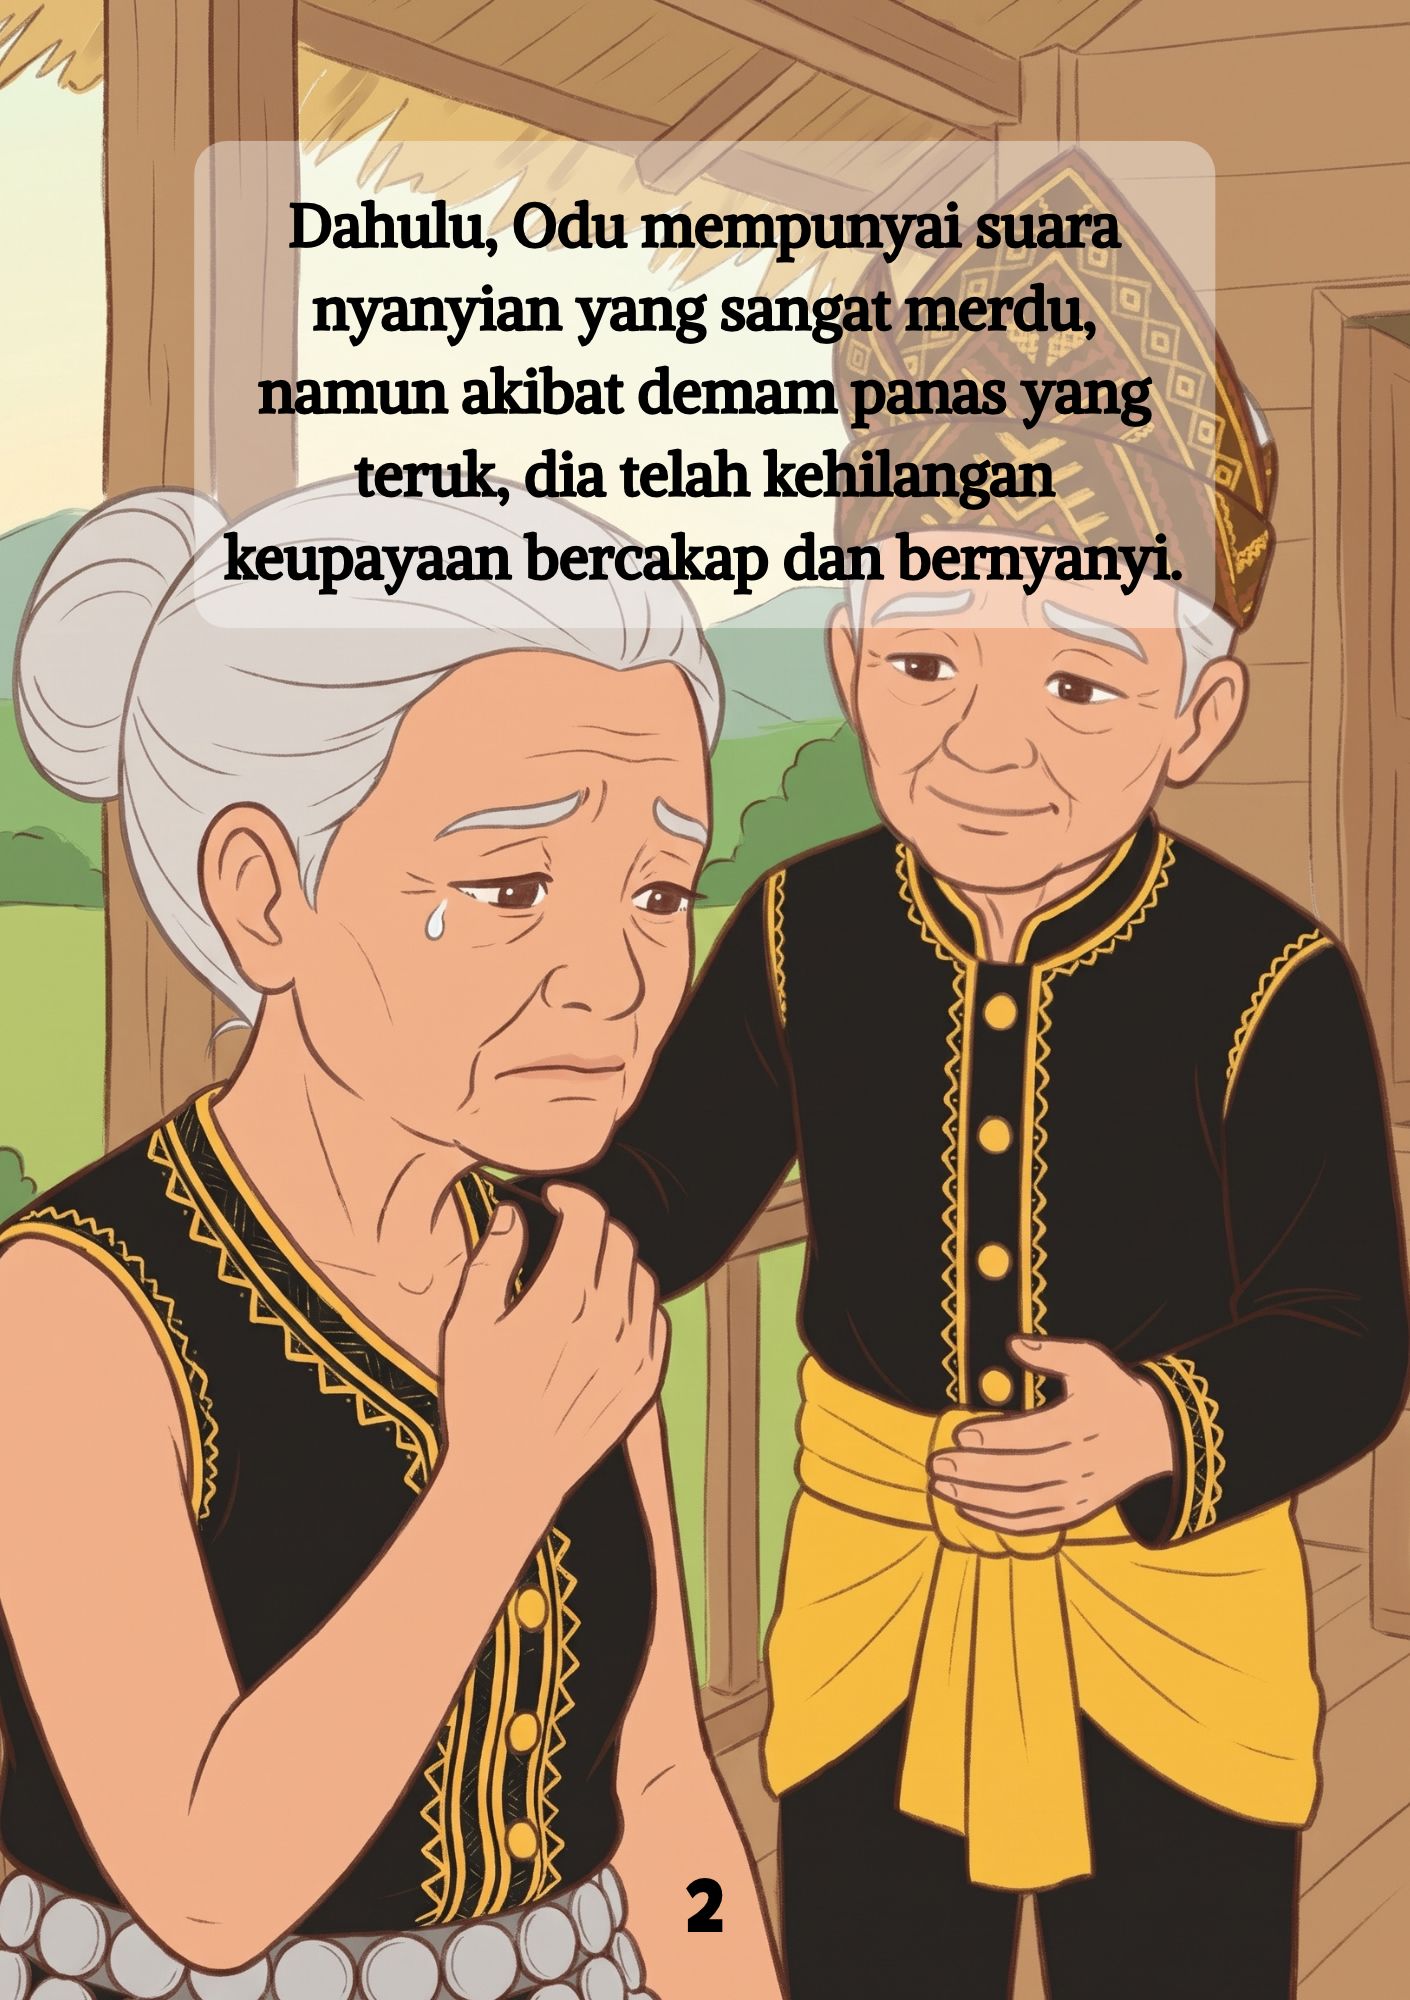 Dahulu, Odu mempunyai suara
nyanyian yang sangat merdu,
namun akibat demam panas yang
teruk, dia telah kehilangan
keupayaan bercakap dan bernyanyi.
2